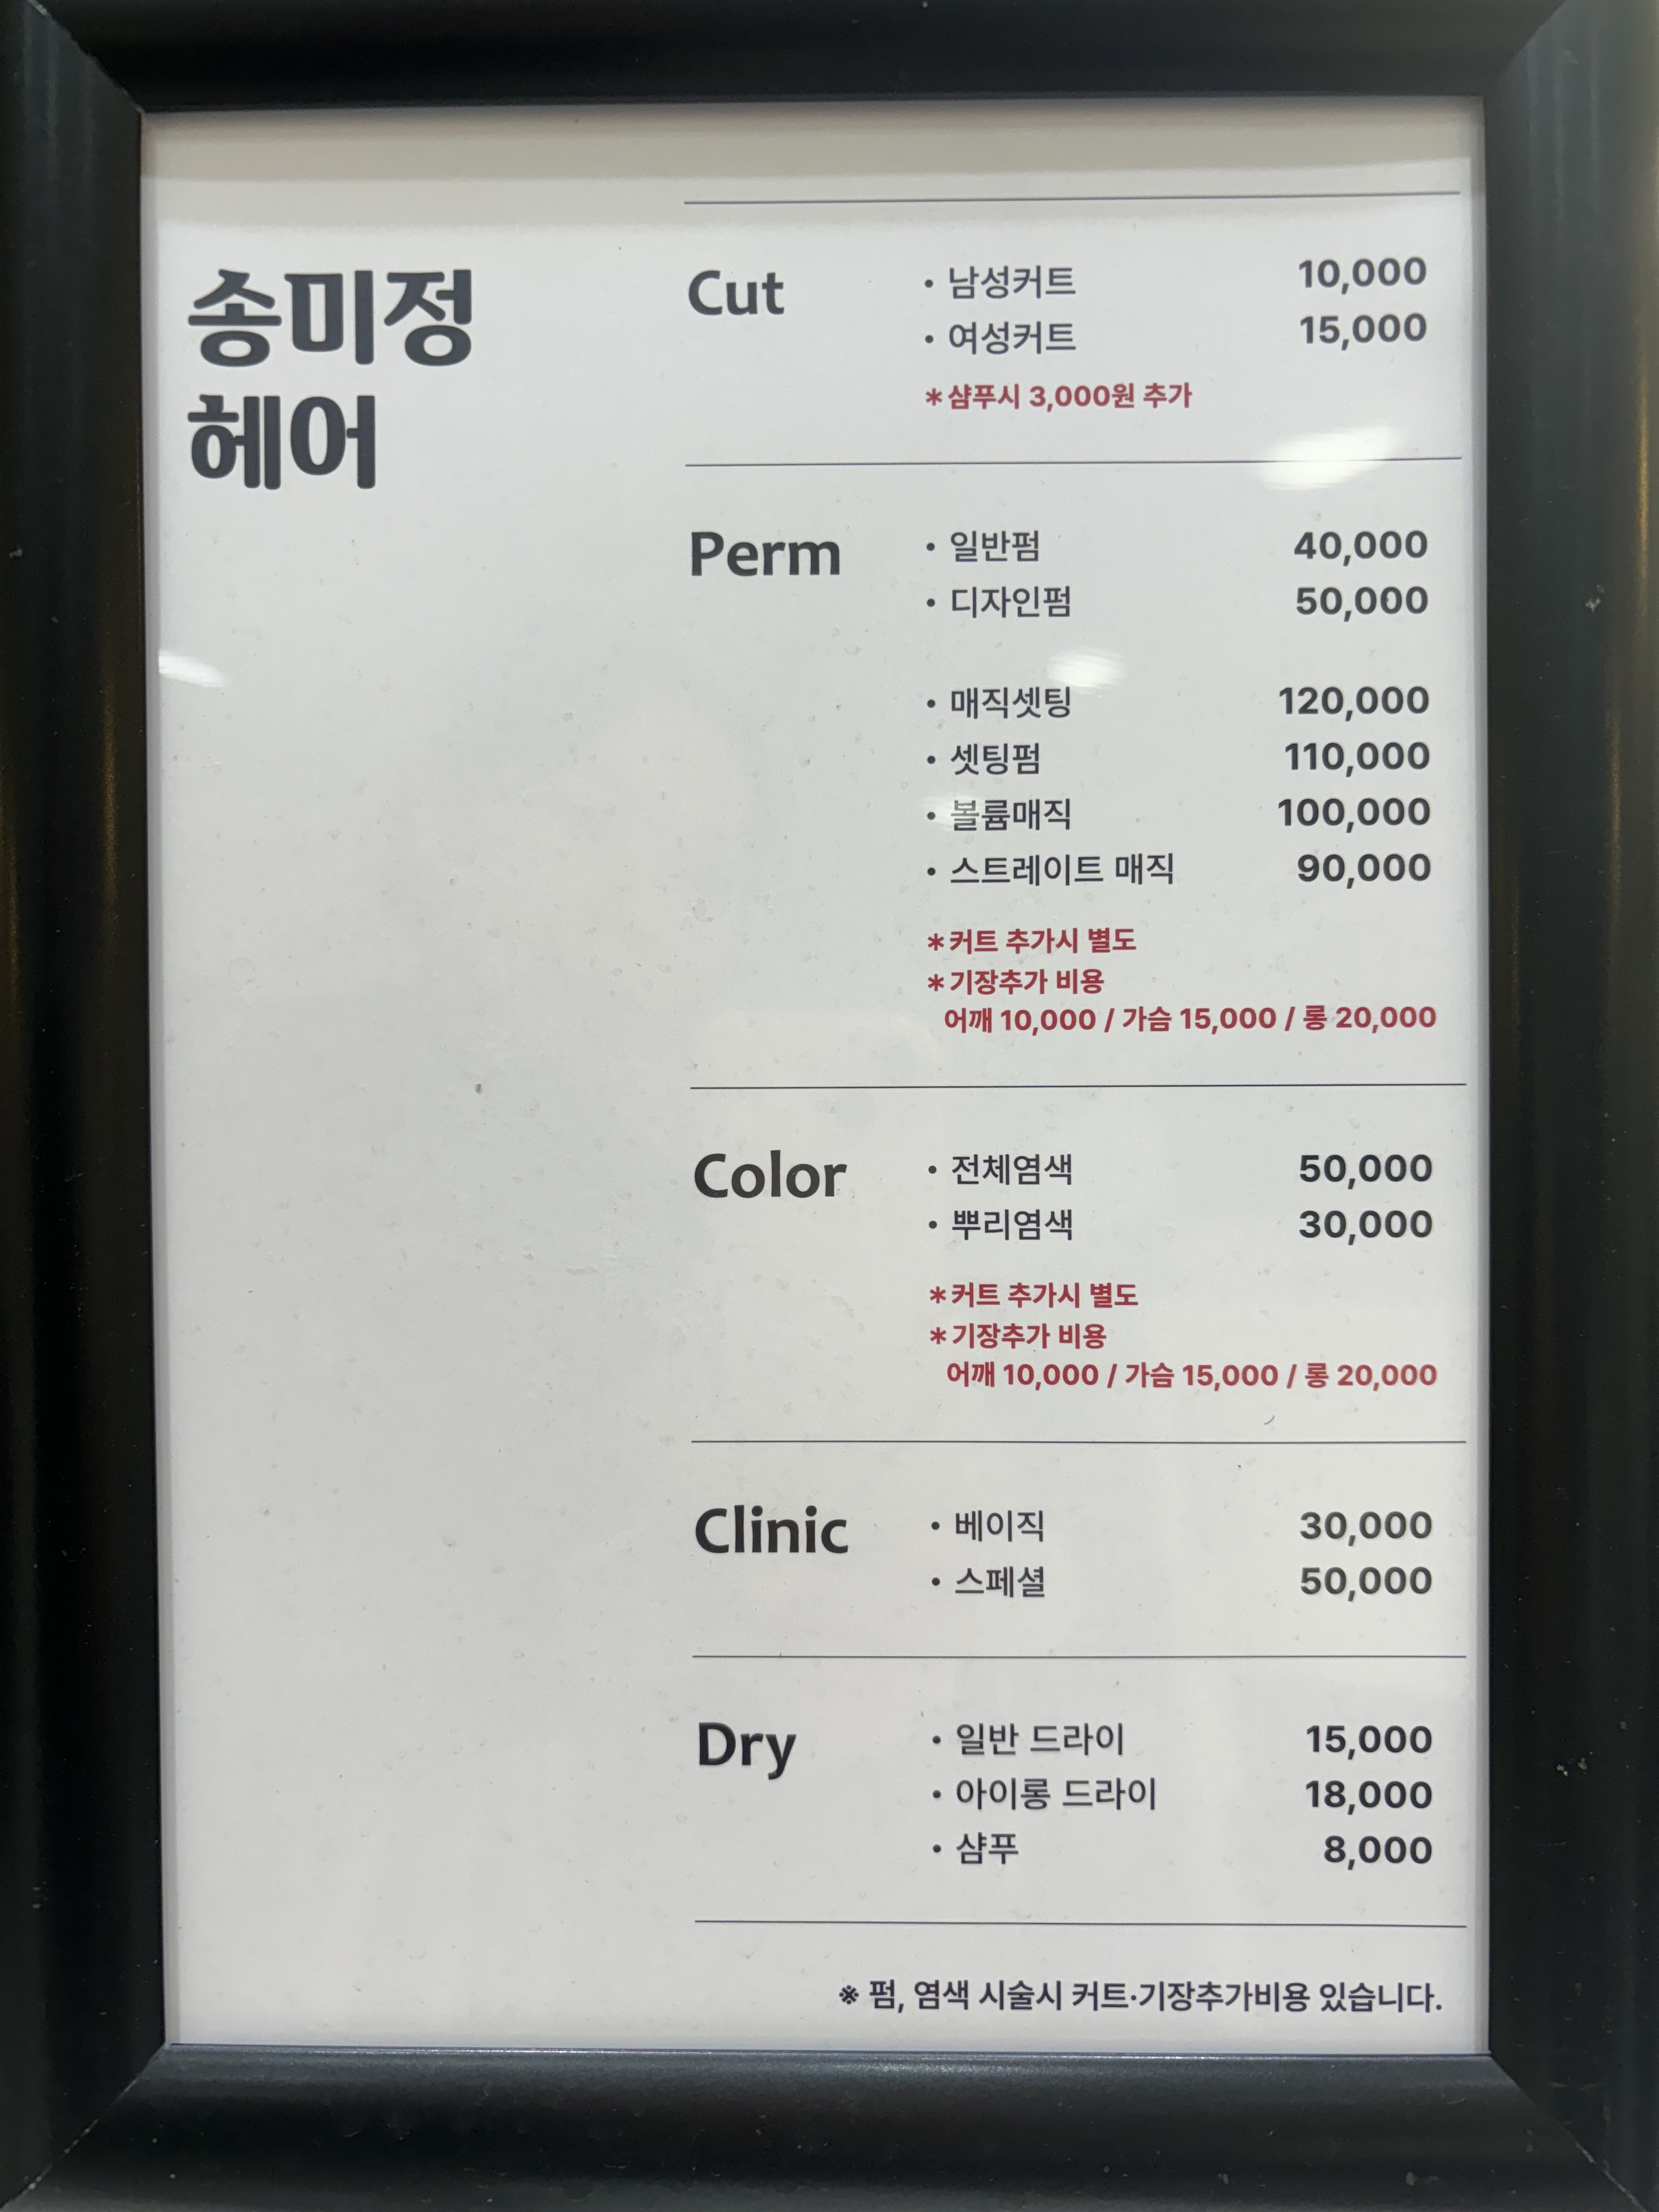 송미정
헤어
Cut
• 남성커트 10,000
• 여성커트 15,000
*샴푸시 3,000원 추가
Perm
• 일반펌 40,000
• 디자인펌 50,000
• 매직셋팅 120,000
• 셋팅펌 110,000
• 볼륨매직 100,000
• 스트레이트 매직 90,000
*커트 추가시 별도
*기장추가 비용
어깨 10,000 / 가슴 15,000 / 롱 20,000
Color
• 전체염색 50,000
• 뿌리염색 30,000
*커트 추가시 별도
*기장추가 비용
어깨 10,000 / 가슴 15,000 / 롱 20,000
Clinic
• 베이직 30,000
• 스페셜 50,000
Dry
• 일반 드라이 15,000
• 아이롱 드라이 18,000
• 샴푸 8,000
※ 펌, 염색 시술시 커트·기장추가비용 있습니다.